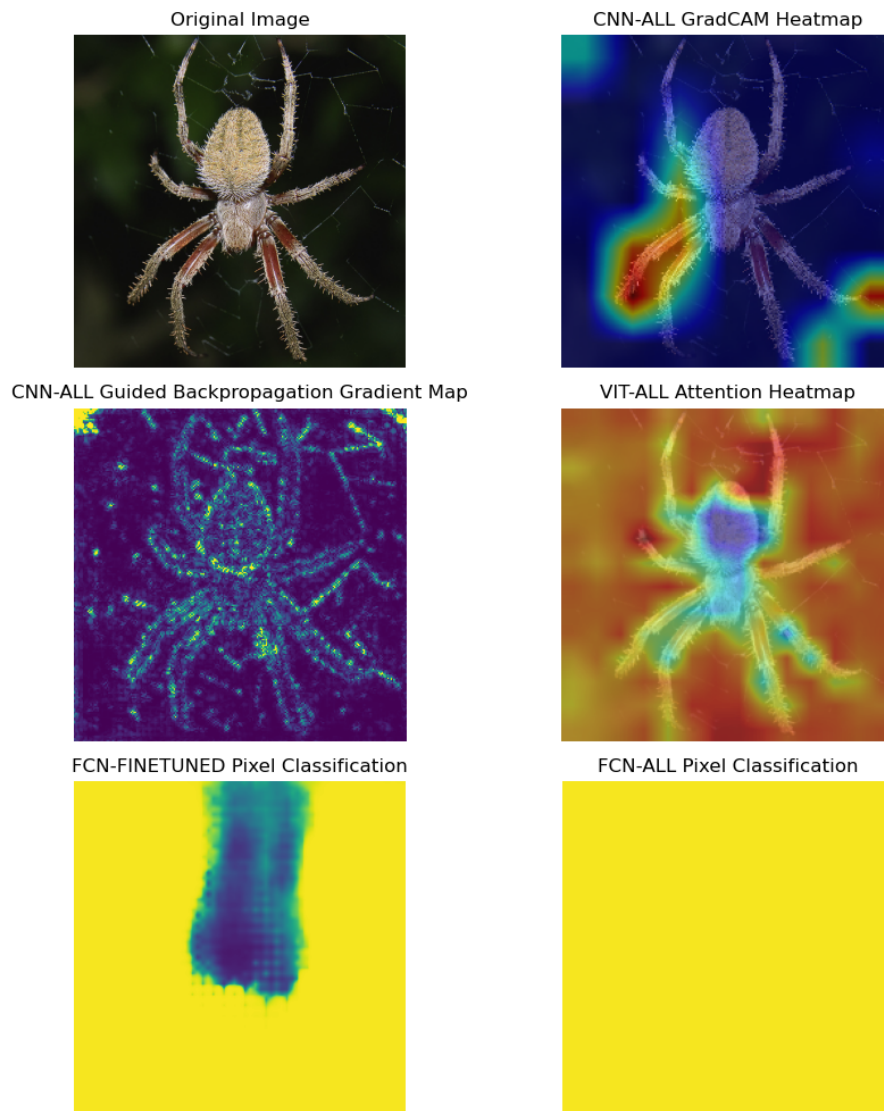 Original Image
CNN-ALL GradCAM Heatmap
CNN-ALL Guided Backpropagation Gradient Map
VIT-ALL Attention Heatmap
FCN-FINETUNED Pixel Classification
FCN-ALL Pixel Classification